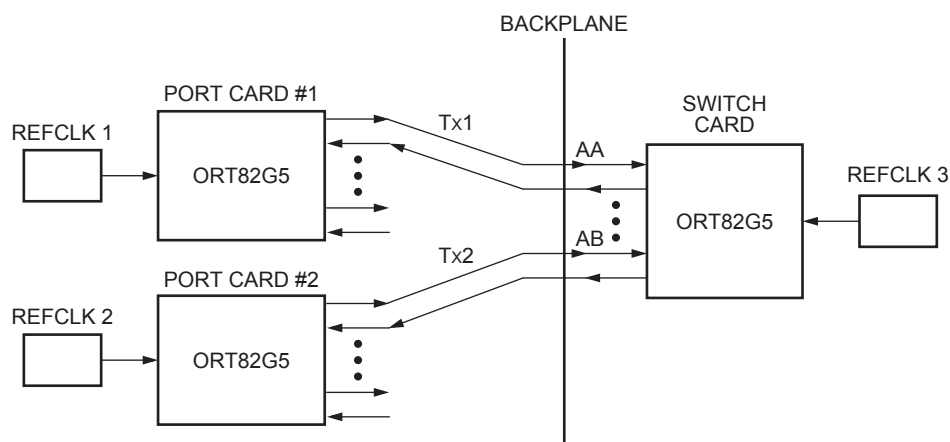 BACKPLANE
PORT CARD #1
REFCLK 1
ORT82G5
Tx1
AA
SWITCH
CARD
ORT82G5
REFCLK 3
AB
Tx2
PORT CARD #2
REFCLK 2
ORT82G5